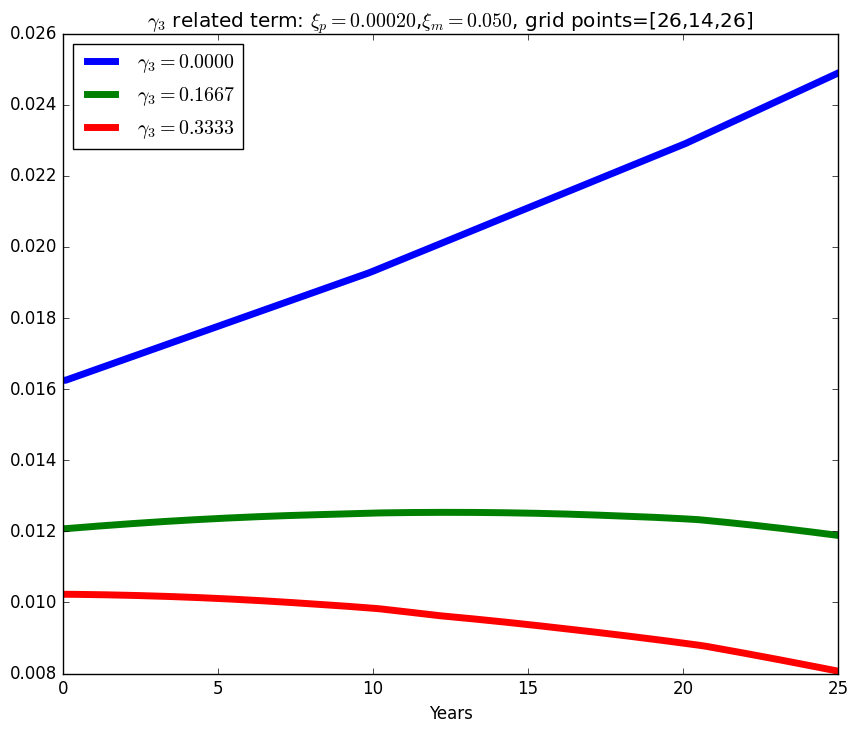 γ₃ related term: ξₚ = 0.00020,ξₘ = 0.050, grid points=[26,14,26]
0.026
γ₃ = 0.0000
0.024
γ₃ = 0.1667
γ₃ = 0.3333
0.022
0.020
0.018
0.016
0.014
0.012
0.010
0.008
0 5 10 15 20 25
Years